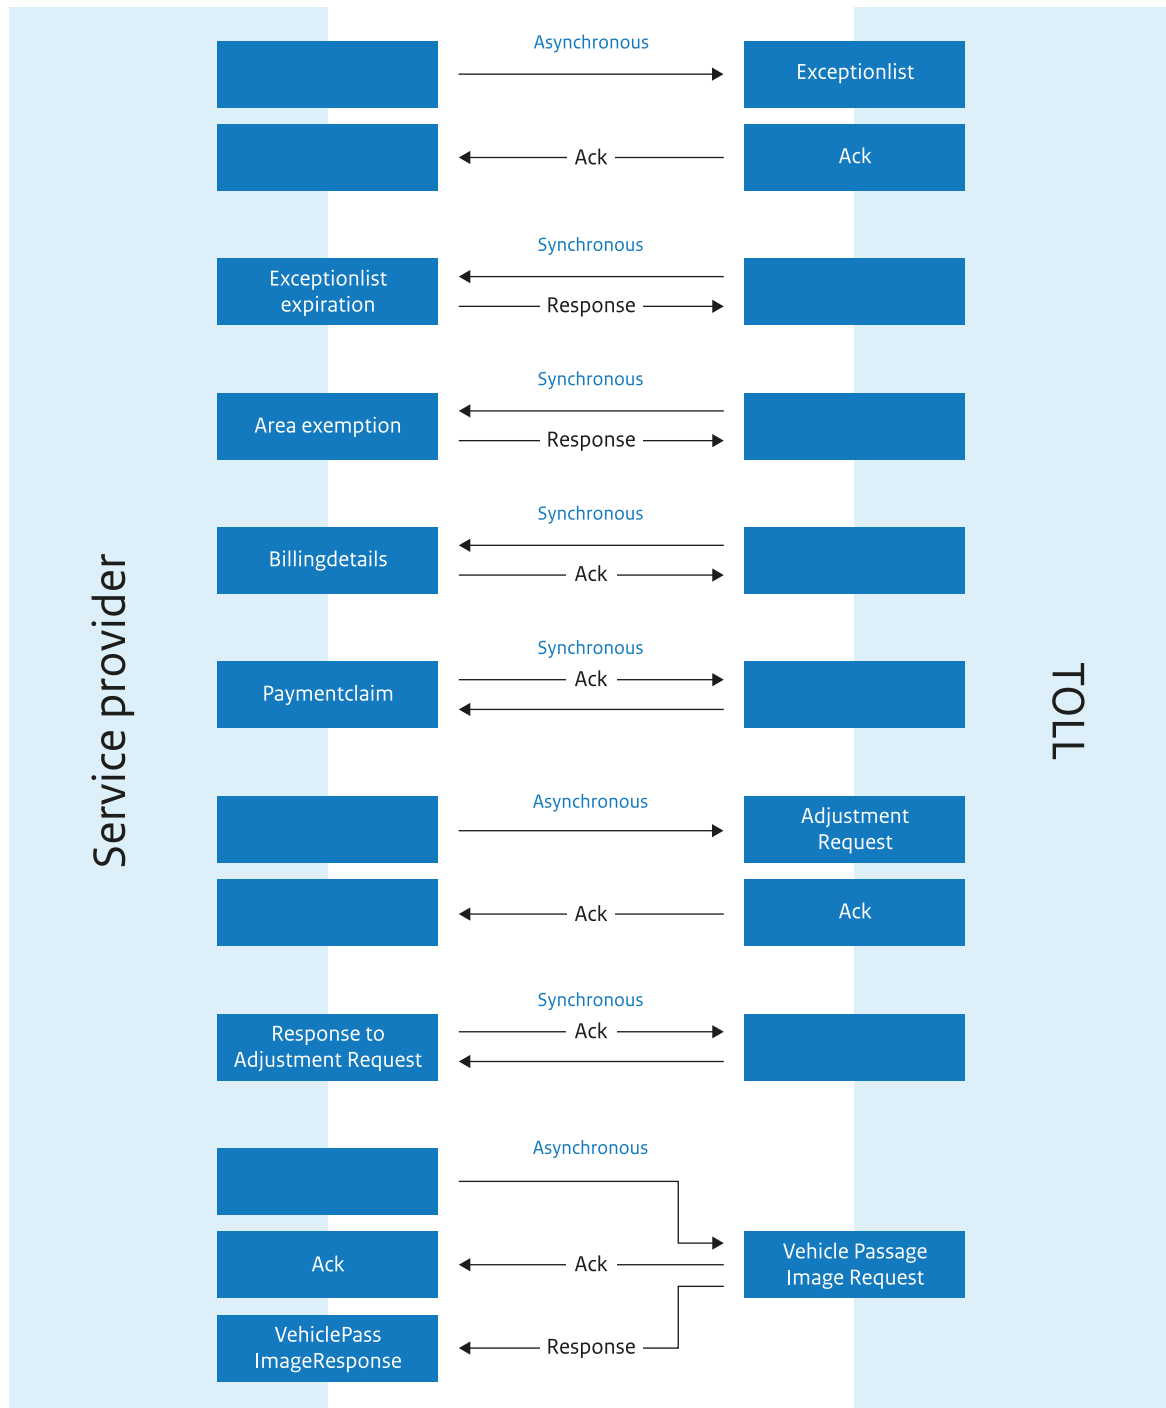 Asynchronous
Exceptionlist
Ack
Ack
Synchronous
Exceptionlist
expiration
Response
Synchronous
Area exemption
Response
Synchronous
Billingdetails
Ack
Synchronous
Paymentclaim
Ack
Service provider
TOLL
Asynchronous
Adjustment
Request
Ack
Ack
Synchronous
Response to
Adjustment Request
Ack
Asynchronous
Ack
Ack
Vehicle Passage
Image Request
VehiclePass
ImageResponse
Response